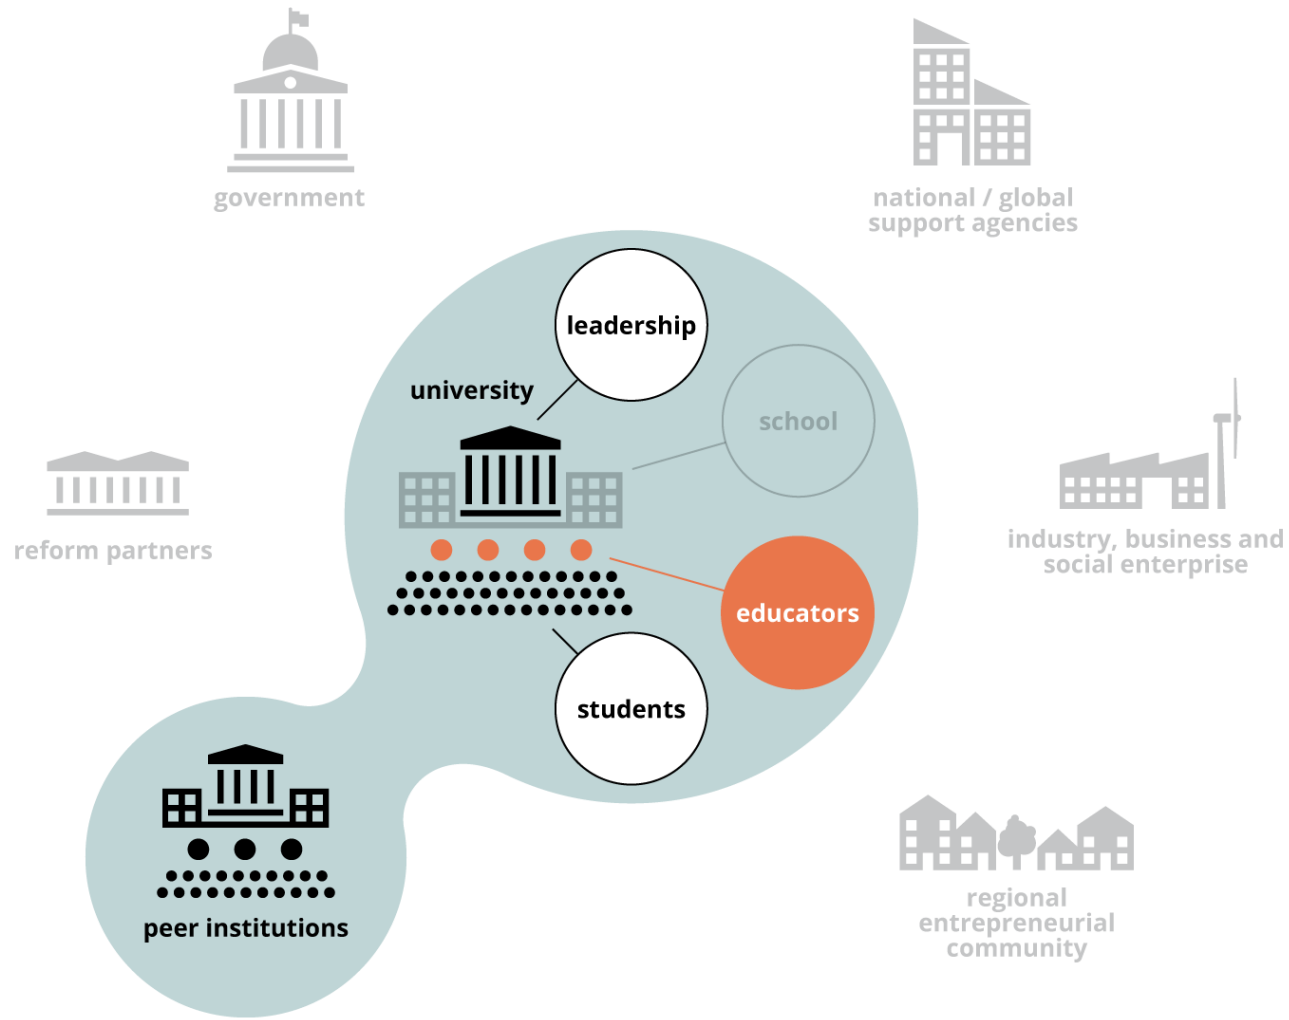 government
national / global
support agencies
leadership
university
school
reform partners
industry, business and
social enterprise
educators
students
peer institutions
regional
entrepreneurial
community